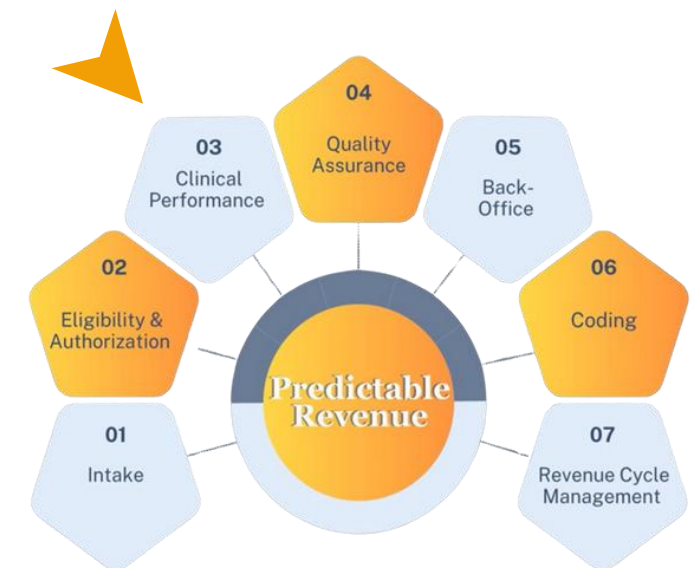 01
Intake
02
Eligibility &
Authorization
03
Clinical
Performance
04
Quality
Assurance
05
Back-
Office
06
Coding
07
Revenue Cycle
Management
Predictable
Revenue